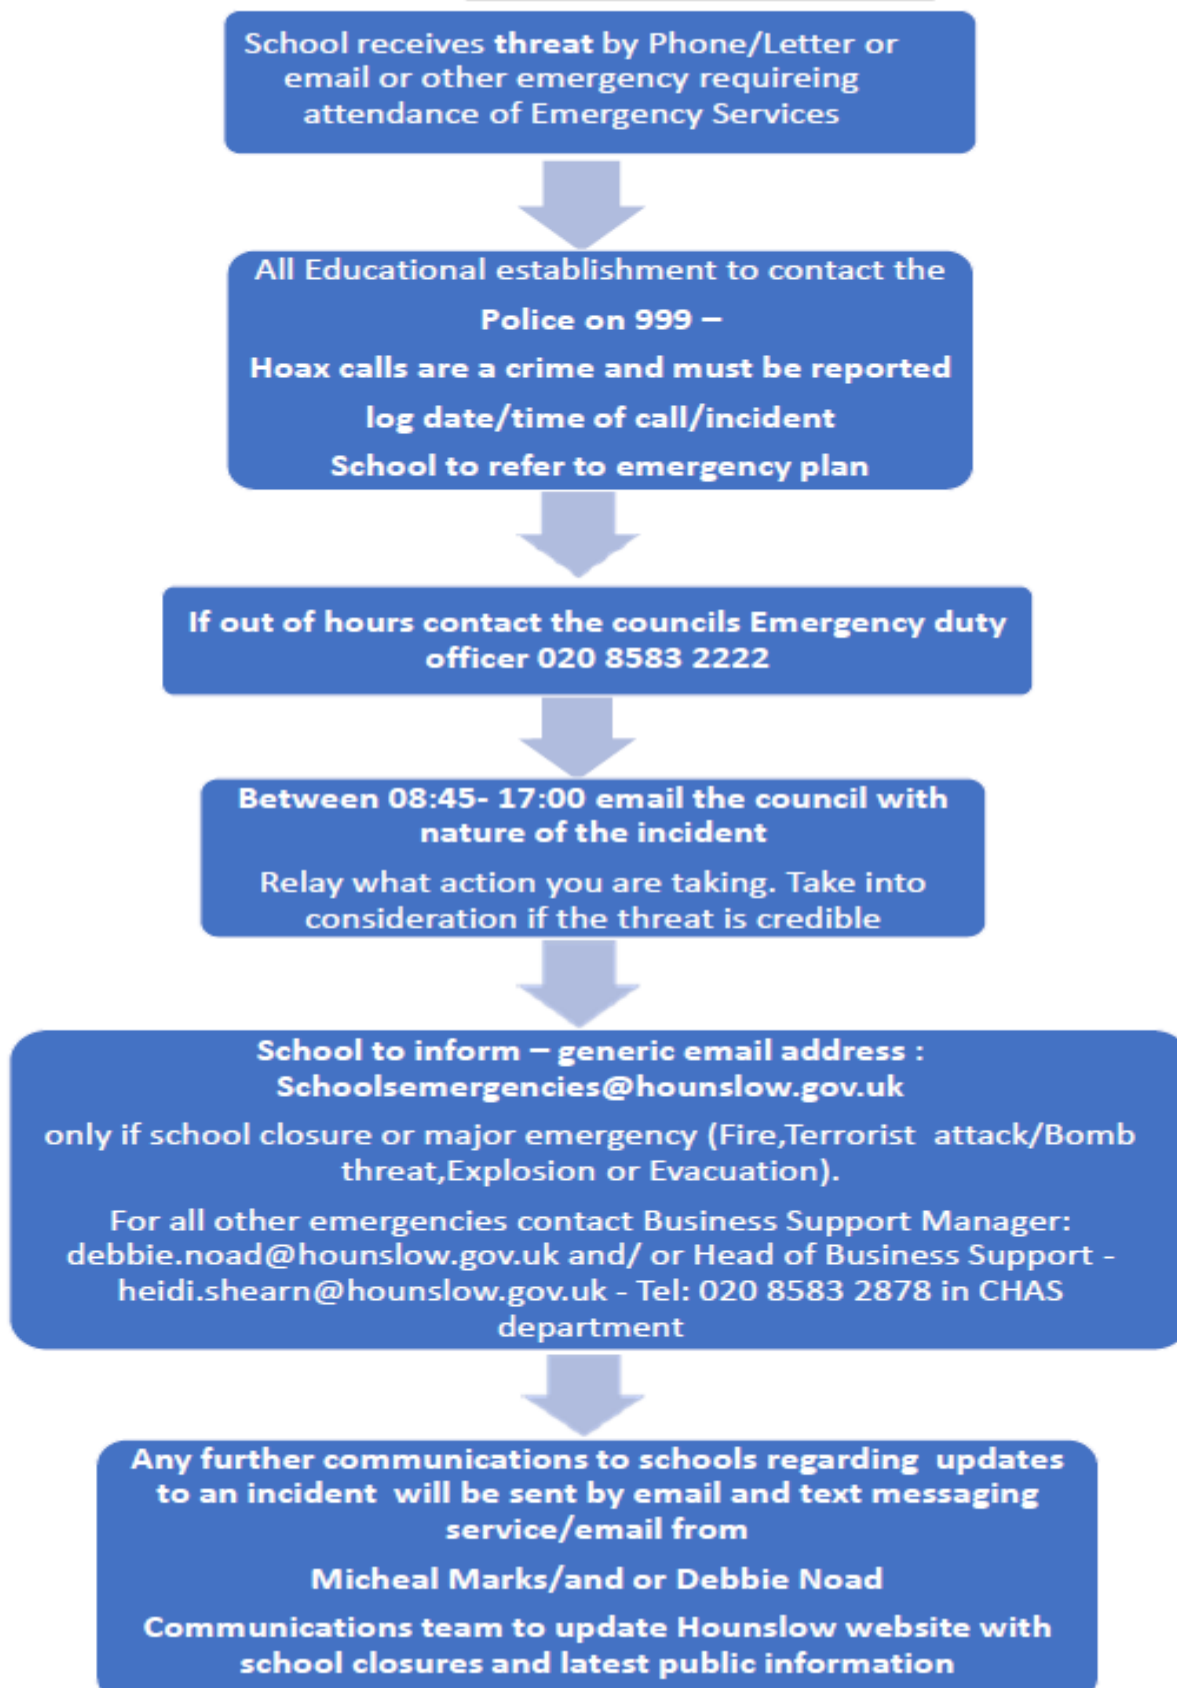 School receives threat by Phone/Letter or
email or other emergency requireing
attendance of Emergency Services
All Educational establishment to contact the
Police on 999 –
Hoax calls are a crime and must be reported
log date/time of call/incident
School to refer to emergency plan
If out of hours contact the councils Emergency duty
officer 020 8583 2222
Between 08:45- 17:00 email the council with
nature of the incident
Relay what action you are taking. Take into
consideration if the threat is credible
School to inform – generic email address :
Schoolsemergencies@hounslow.gov.uk
only if school closure or major emergency (Fire,Terrorist  attack/Bomb
threat,Explosion or Evacuation).
For all other emergencies contact Business Support Manager:
debbie.noad@hounslow.gov.uk and/ or Head of Business Support -
heidi.shearn@hounslow.gov.uk - Tel: 020 8583 2878 in CHAS
department
Any further communications to schools regarding  updates
to an incident  will be sent by email and text messaging
service/email from
Micheal Marks/and or Debbie Noad
Communications team to update Hounslow website with
school closures and latest public information